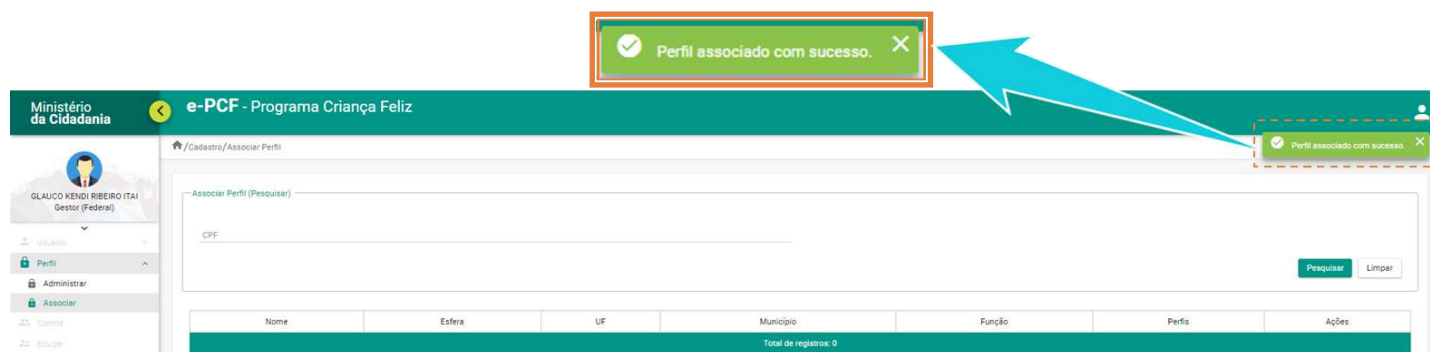 Perfil associado com sucesso.
Ministério
da Cidadania
e-PCF - Programa Criança Feliz
/Cadastro/Associar Perfil
Perfil associado com sucesso.
GLAUCO KENDI RIBEIRO ITAI
Gestor (Federal)
Associar Perfil (Pesquisar)
CPF
Usuário
Perfil
Pesquisar Limpar
Administrar
Associar
Comitê
Equipe
Nome Esfera UF Município Função Perfis Ações
Total de registros: 0